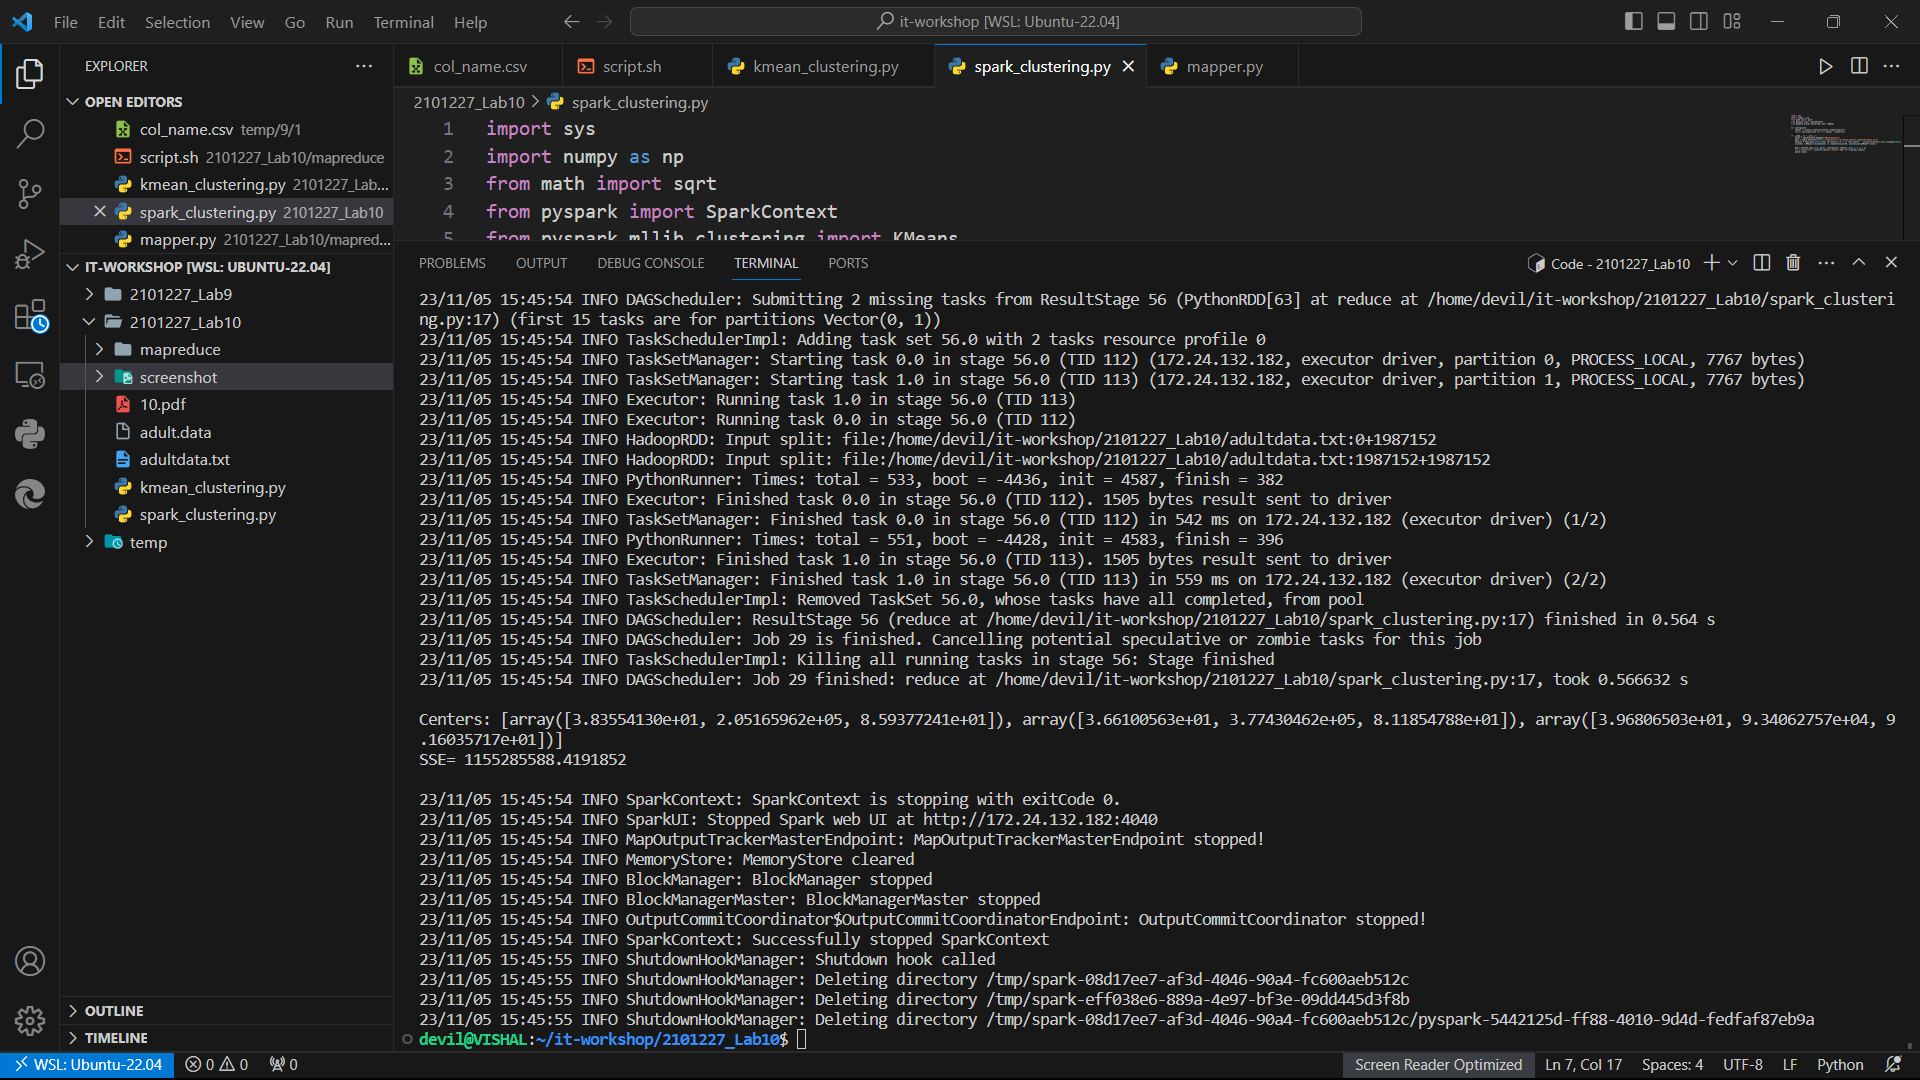 File Edit Selection View Go Run Terminal Help
it-workshop [WSL: Ubuntu-22.04]
EXPLORER
OPEN EDITORS
col_name.csv temp/9/1
script.sh 2101227_Lab10/mapreduce
kmean_clustering.py 2101227_Lab...
spark_clustering.py 2101227_Lab10
mapper.py 2101227_Lab10/mapred...
IT-WORKSHOP [WSL: UBUNTU-22.04]
2101227_Lab9
2101227_Lab10
mapreduce
screenshot
10.pdf
adult.data
adultdata.txt
kmean_clustering.py
spark_clustering.py
temp
OUTLINE
TIMELINE
col_name.csv script.sh kmean_clustering.py spark_clustering.py mapper.py
2101227_Lab10 > spark_clustering.py
1 import sys
2 import numpy as np
3 from math import sqrt
4 from pyspark import SparkContext
5 from pyspark.mllib.clustering import KMeans
PROBLEMS OUTPUT DEBUG CONSOLE TERMINAL PORTS
Code - 2101227_Lab10
23/11/05 15:45:54 INFO DAGScheduler: Submitting 2 missing tasks from ResultStage 56 (PythonRDD[63] at reduce at /home/devil/it-workshop/2101227_Lab10/spark_clusteri
ng.py:17) (first 15 tasks are for partitions Vector(0, 1))
23/11/05 15:45:54 INFO TaskSchedulerImpl: Adding task set 56.0 with 2 tasks resource profile 0
23/11/05 15:45:54 INFO TaskSetManager: Starting task 0.0 in stage 56.0 (TID 112) (172.24.132.182, executor driver, partition 0, PROCESS_LOCAL, 7767 bytes)
23/11/05 15:45:54 INFO TaskSetManager: Starting task 1.0 in stage 56.0 (TID 113) (172.24.132.182, executor driver, partition 1, PROCESS_LOCAL, 7767 bytes)
23/11/05 15:45:54 INFO Executor: Running task 1.0 in stage 56.0 (TID 113)
23/11/05 15:45:54 INFO Executor: Running task 0.0 in stage 56.0 (TID 112)
23/11/05 15:45:54 INFO HadoopRDD: Input split: file:/home/devil/it-workshop/2101227_Lab10/adultdata.txt:0+1987152
23/11/05 15:45:54 INFO HadoopRDD: Input split: file:/home/devil/it-workshop/2101227_Lab10/adultdata.txt:1987152+1987152
23/11/05 15:45:54 INFO PythonRunner: Times: total = 533, boot = -4436, init = 4587, finish = 382
23/11/05 15:45:54 INFO Executor: Finished task 0.0 in stage 56.0 (TID 112). 1505 bytes result sent to driver
23/11/05 15:45:54 INFO TaskSetManager: Finished task 0.0 in stage 56.0 (TID 112) in 542 ms on 172.24.132.182 (executor driver) (1/2)
23/11/05 15:45:54 INFO PythonRunner: Times: total = 551, boot = -4428, init = 4583, finish = 396
23/11/05 15:45:54 INFO Executor: Finished task 1.0 in stage 56.0 (TID 113). 1505 bytes result sent to driver
23/11/05 15:45:54 INFO TaskSetManager: Finished task 1.0 in stage 56.0 (TID 113) in 559 ms on 172.24.132.182 (executor driver) (2/2)
23/11/05 15:45:54 INFO TaskSchedulerImpl: Removed TaskSet 56.0, whose tasks have all completed, from pool
23/11/05 15:45:54 INFO DAGScheduler: ResultStage 56 (reduce at /home/devil/it-workshop/2101227_Lab10/spark_clustering.py:17) finished in 0.564 s
23/11/05 15:45:54 INFO DAGScheduler: Job 29 is finished. Cancelling potential speculative or zombie tasks for this job
23/11/05 15:45:54 INFO TaskSchedulerImpl: Killing all running tasks in stage 56: Stage finished
23/11/05 15:45:54 INFO DAGScheduler: Job 29 finished: reduce at /home/devil/it-workshop/2101227_Lab10/spark_clustering.py:17, took 0.566632 s
Centers: [array([3.83554130e+01, 2.05165962e+05, 8.59377241e+01]), array([3.66100563e+01, 3.77430462e+05, 8.11854788e+01]), array([3.96806503e+01, 9.34062757e+04, 9
.16035717e+01])]
SSE= 1155285588.4191852
23/11/05 15:45:54 INFO SparkContext: SparkContext is stopping with exitCode 0.
23/11/05 15:45:54 INFO SparkUI: Stopped Spark web UI at http://172.24.132.182:4040
23/11/05 15:45:54 INFO MapOutputTrackerMasterEndpoint: MapOutputTrackerMasterEndpoint stopped!
23/11/05 15:45:54 INFO MemoryStore: MemoryStore cleared
23/11/05 15:45:54 INFO BlockManager: BlockManager stopped
23/11/05 15:45:54 INFO BlockManagerMaster: BlockManagerMaster stopped
23/11/05 15:45:54 INFO OutputCommitCoordinator$OutputCommitCoordinatorEndpoint: OutputCommitCoordinator stopped!
23/11/05 15:45:54 INFO SparkContext: Successfully stopped SparkContext
23/11/05 15:45:55 INFO ShutdownHookManager: Shutdown hook called
23/11/05 15:45:55 INFO ShutdownHookManager: Deleting directory /tmp/spark-08d17ee7-af3d-4046-90a4-fc600aeb512c
23/11/05 15:45:55 INFO ShutdownHookManager: Deleting directory /tmp/spark-eff038e6-889a-4e97-bf3e-09dd445d3f8b
23/11/05 15:45:55 INFO ShutdownHookManager: Deleting directory /tmp/spark-08d17ee7-af3d-4046-90a4-fc600aeb512c/pyspark-5442125d-ff88-4010-9d4d-fedfaf87eb9a
devil@VISHAL:~/it-workshop/2101227_Lab10$
WSL: Ubuntu-22.04 0 0 0 Screen Reader Optimized Ln 7, Col 17 Spaces: 4 UTF-8 LF Python